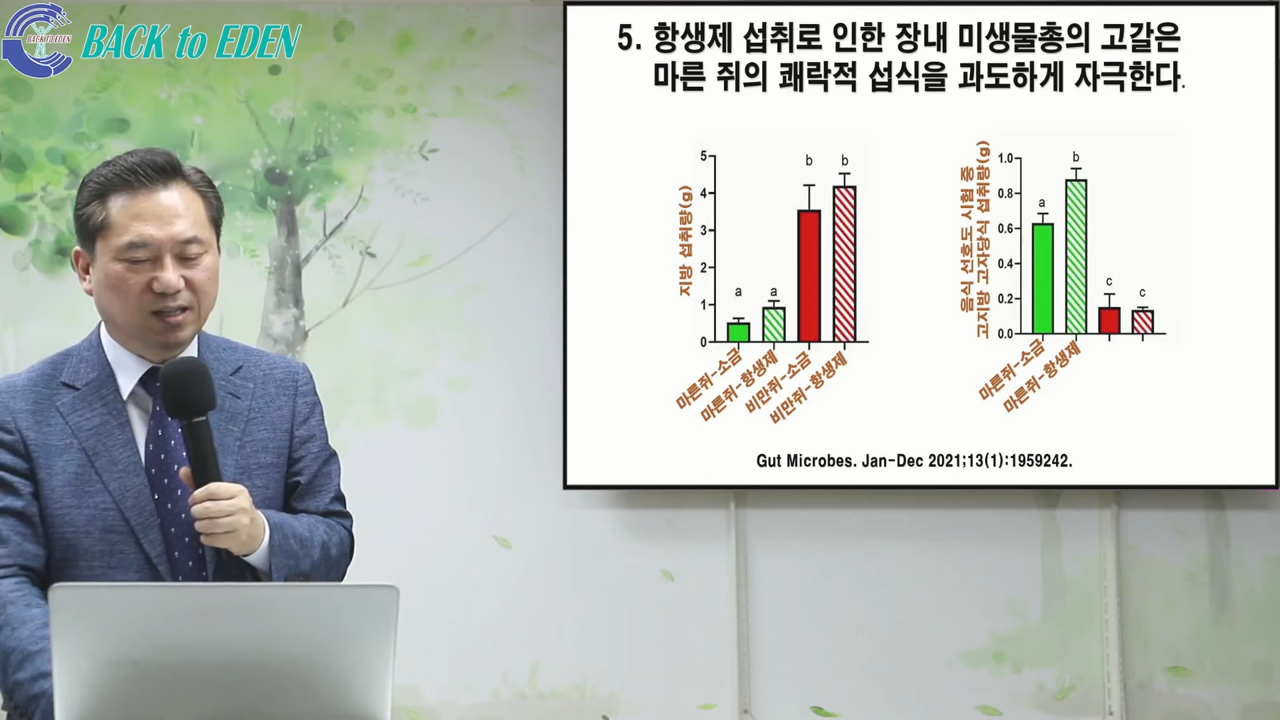 BACK TO EDEN
BACK to EDEN
5. 항생제 섭취로 인한 장내 미생물총의 고갈은
마른 쥐의 쾌락적 섭식을 과도하게 자극한다.
지방 섭취량(g)
5
4
3
2
1
0
a
a
b
b
마른쥐-소금
마른쥐-항생제
비만쥐-소금
비만쥐-항생제
음식 선호도 시험 중
고지방 고자당식 섭취량(g)
1.0
0.8
0.6
0.4
0.2
0.0
a
b
c
c
마른쥐-소금
마른쥐-항생제
Gut Microbes. Jan-Dec 2021;13(1):1959242.